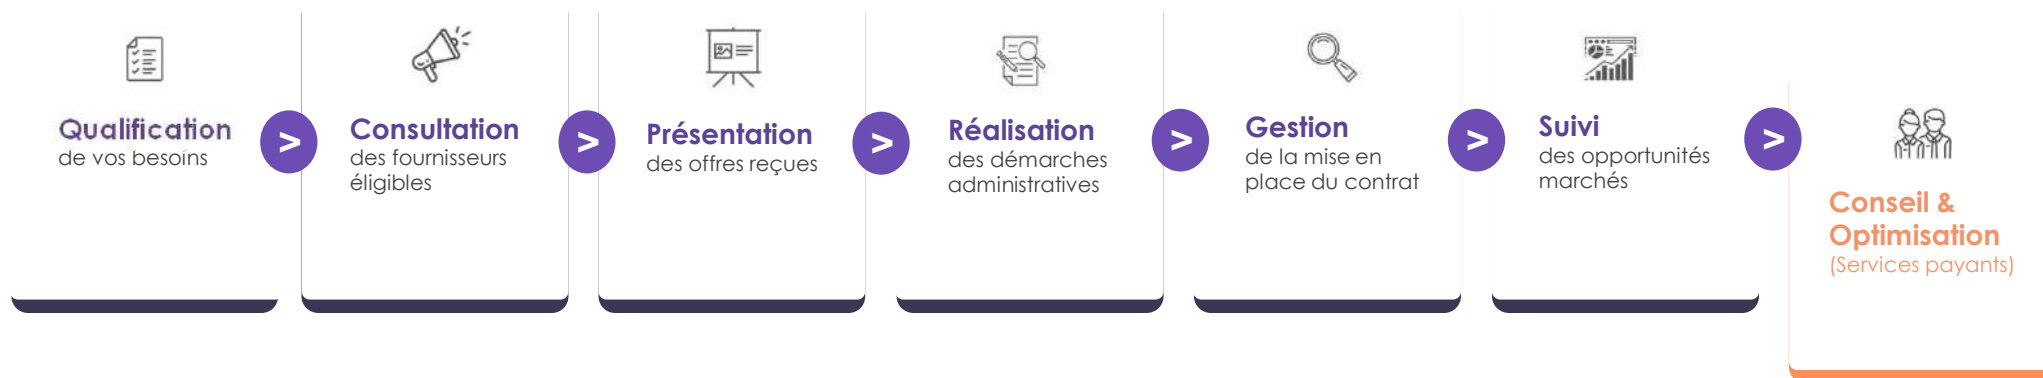 Qualification
de vos besoins
>
Consultation
des fournisseurs
éligibles
>
Présentation
des offres reçues
>
Réalisation
des démarches
administratives
>
Gestion
de la mise en
place du contrat
>
Suivi
des opportunités
marchés
>
Conseil &
Optimisation
(Services payants)